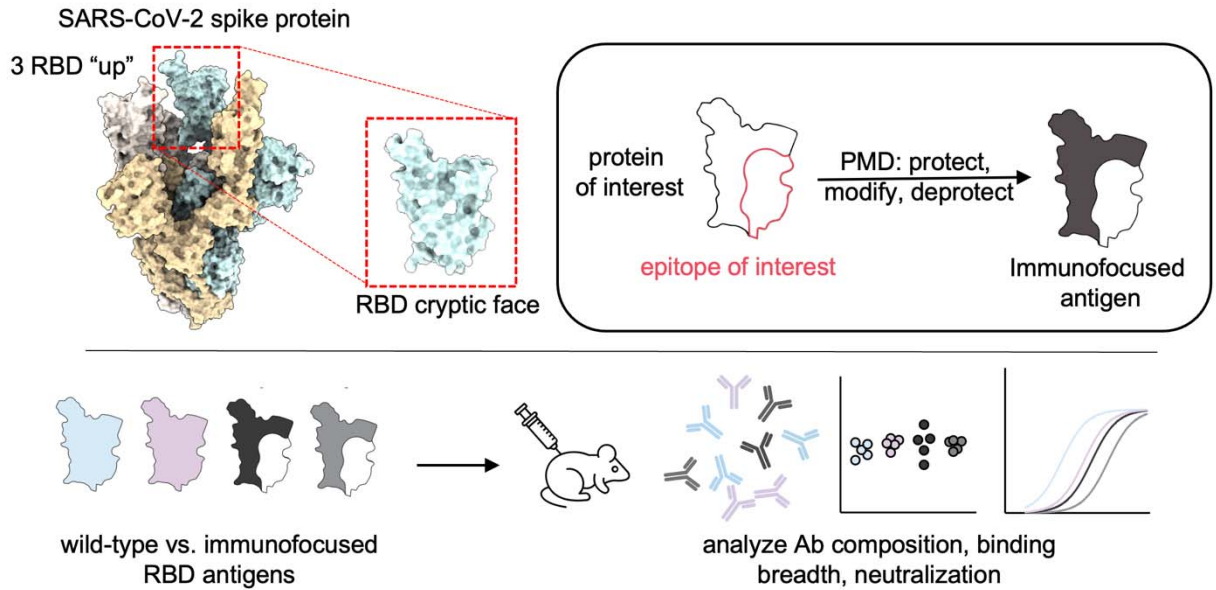 SARS-CoV-2 spike protein
3 RBD “up”
RBD cryptic face
protein
of interest
epitope of interest
PMD: protect,
modify, deprotect
Immunofocused
antigen
wild-type vs. immunofocused
RBD antigens
analyze Ab composition, binding
breadth, neutralization